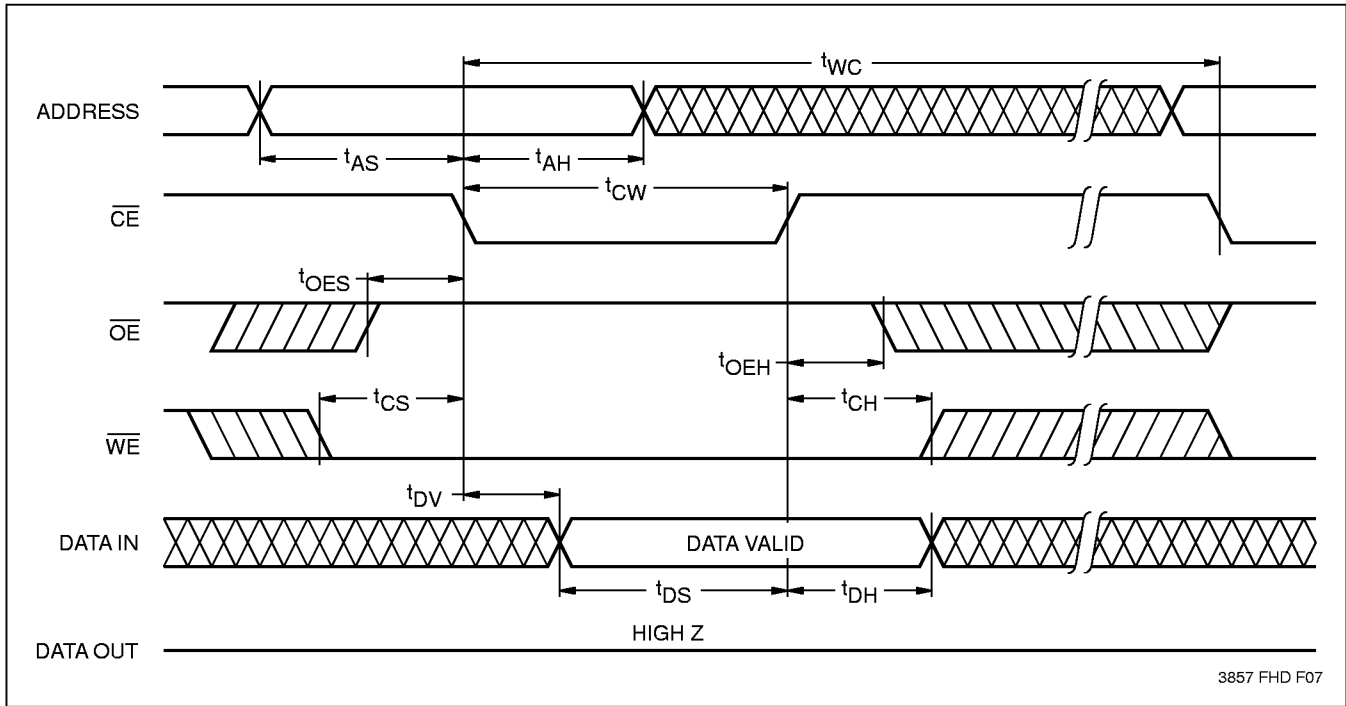 tWC
ADDRESS
tAS
tAH
tCW
CE
tOES
OE
tOEH
tCS
tCH
WE
tDV
DATA IN
DATA VALID
tDS
tDH
HIGH Z
DATA OUT
3857 FHD F07